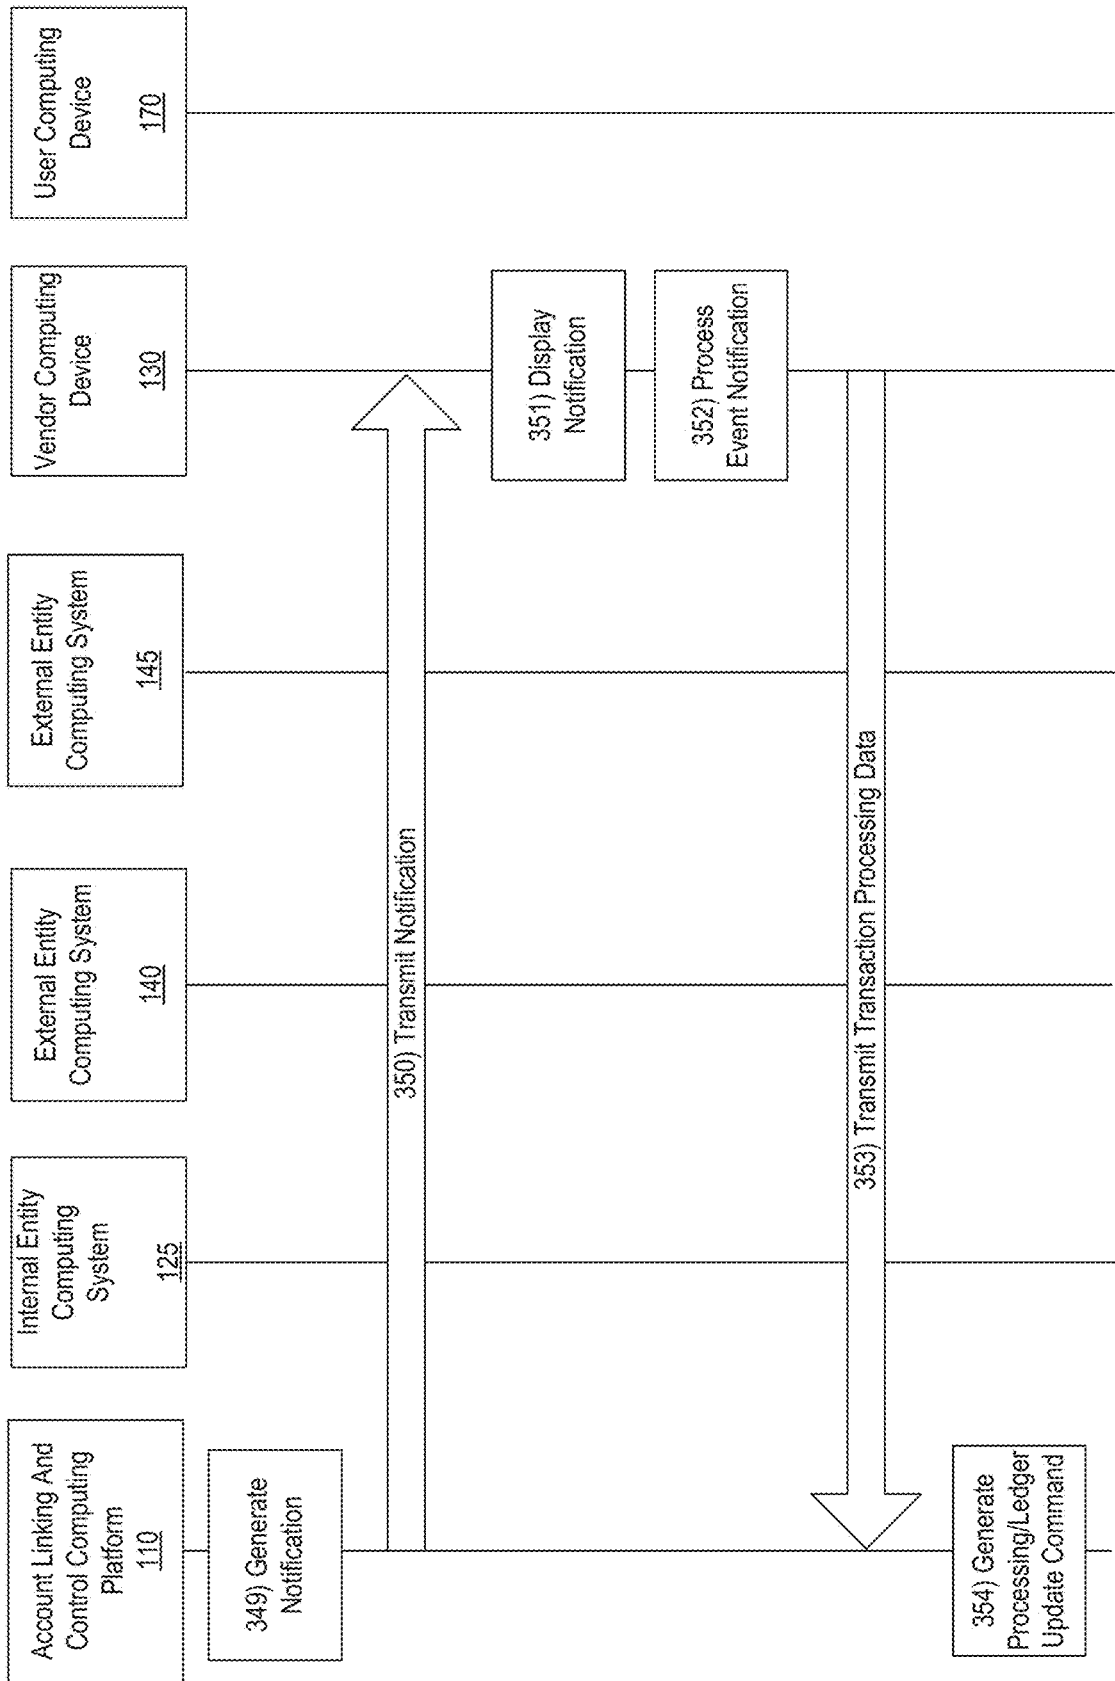 Account Linking And
Control Computing
Platform
110
Internal Entity
Computing
System
125
External Entity
Computing System
140
External Entity
Computing System
145
Vendor Computing
Device
130
User Computing
Device
170
349) Generate
Notification
350) Transmit Notification
351) Display
Notification
352) Process
Event Notification
353) Transmit Transaction Processing Data
354) Generate
Processing/Ledger
Update Command